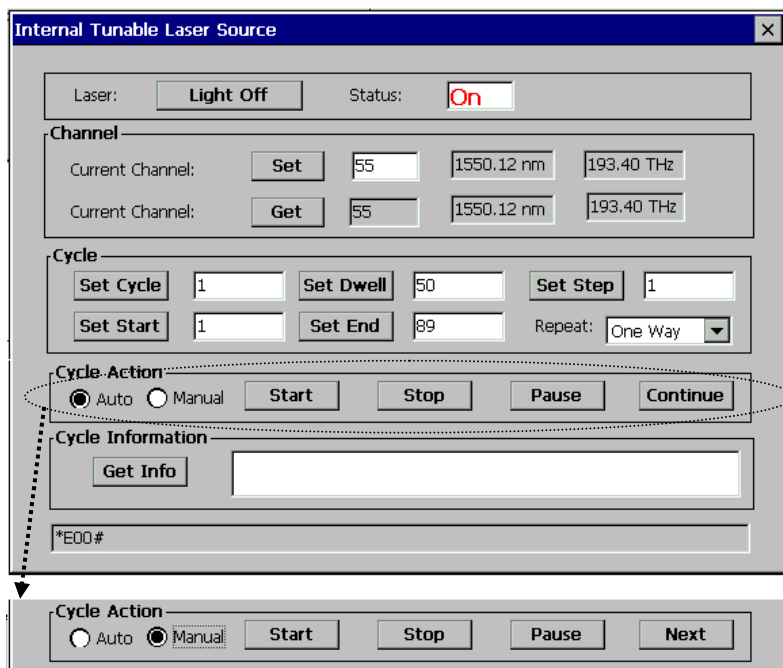 Internal Tunable Laser Source
Laser: Light Off Status: On
Channel
Current Channel: Set 55 1550.12 nm 193.40 THz
Current Channel: Get 55 1550.12 nm 193.40 THz
Cycle
Set Cycle 1 Set Dwell 50 Set Step 1
Set Start 1 Set End 89 Repeat: One Way
Cycle Action
Auto Manual Start Stop Pause Continue
Cycle Information
Get Info
*E00#
Cycle Action
Auto Manual Start Stop Pause Next